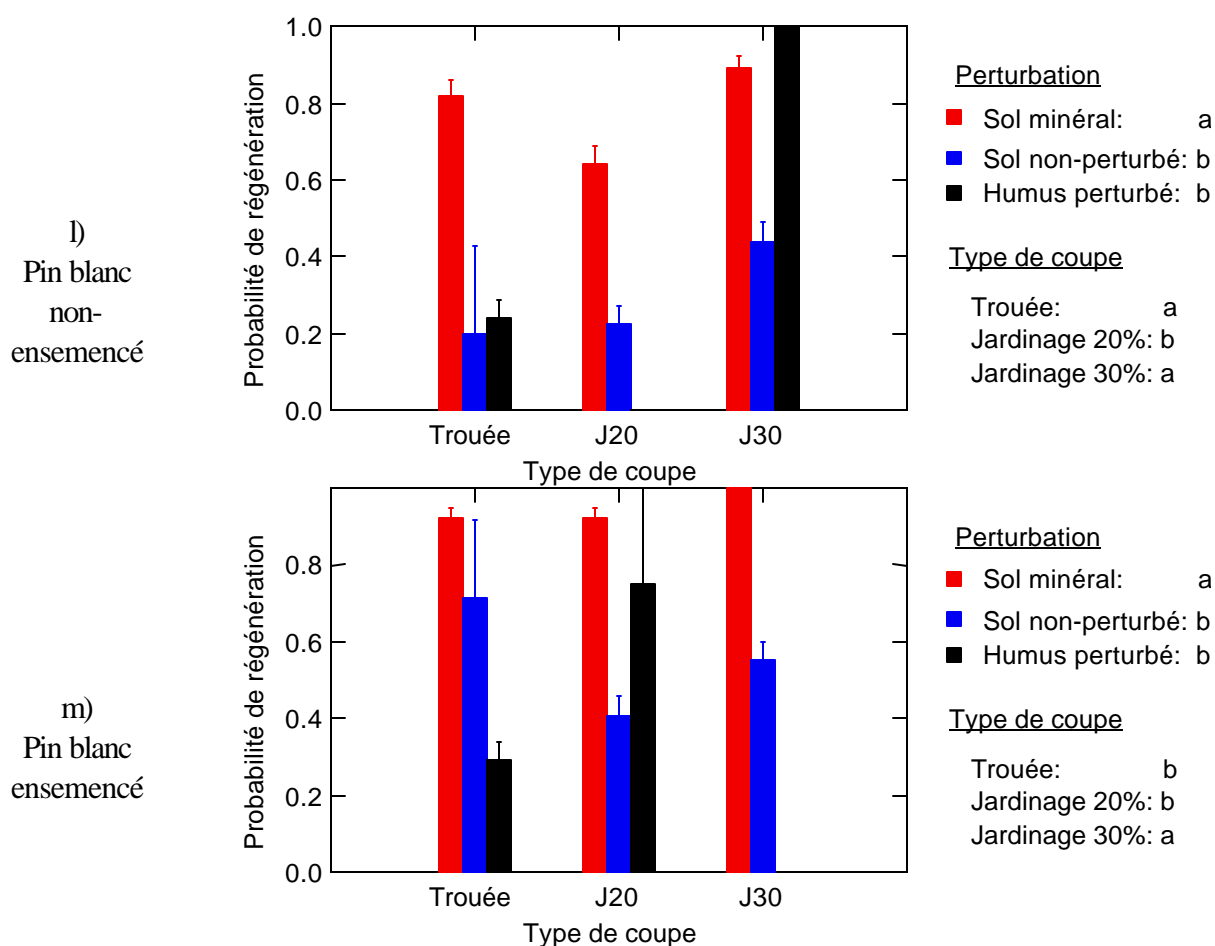 l)
Pin blanc
non-
ensemencé
Probabilité de régénération
1.0
0.8
0.6
0.4
0.2
0.0
Trouée J20 J30
Type de coupe
Perturbation
Sol minéral: a
Sol non-perturbé: b
Humus perturbé: b
Type de coupe
Trouée: a
Jardinage 20%: b
Jardinage 30%: a
m)
Pin blanc
ensemencé
Probabilité de régénération
0.8
0.6
0.4
0.2
0.0
Trouée J20 J30
Type de coupe
Perturbation
Sol minéral: a
Sol non-perturbé: b
Humus perturbé: b
Type de coupe
Trouée: b
Jardinage 20%: b
Jardinage 30%: a